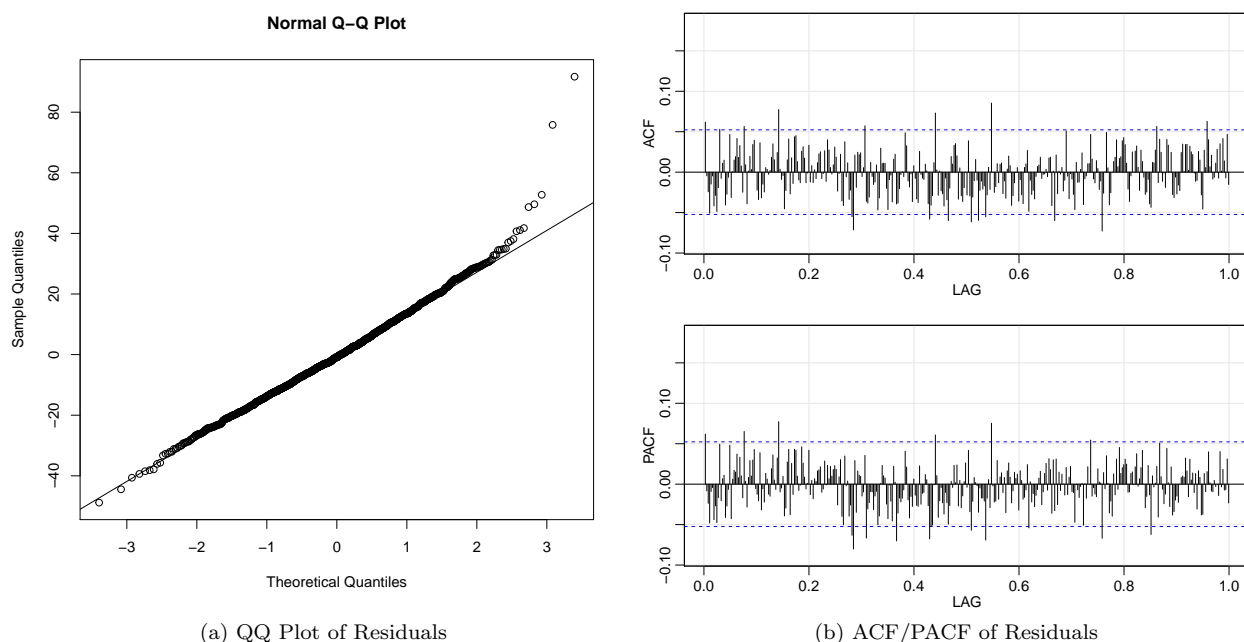 Normal Q−Q Plot
Sample Quantiles
80
60
40
20
0
−20
40
−3 −2 −1 0 1 2 3
Theoretical Quantiles
(a) QQ Plot of Residuals
ACF
0.10
0.00
−0.10
0.0 0.2 0.4 0.6 0.8 1.0
LAG
PACF
0.10
0.00
−0.10
0.0 0.2 0.4 0.6 0.8 1.0
LAG
(b) ACF/PACF of Residuals